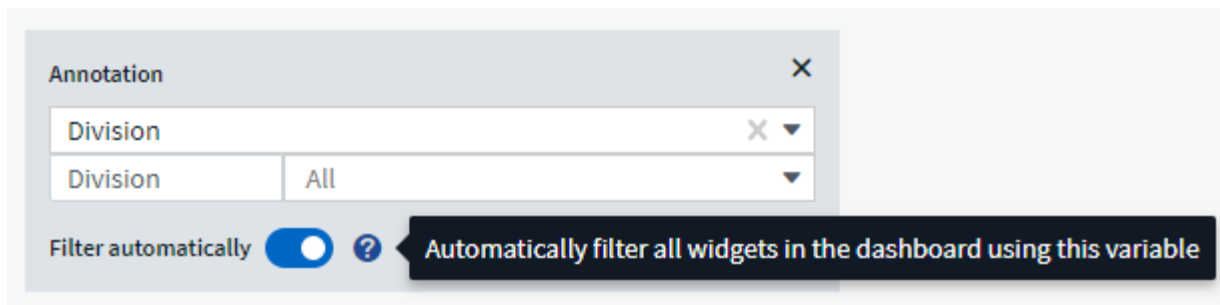 Annotation
Division
Division All
Filter automatically ? Automatically filter all widgets in the dashboard using this variable